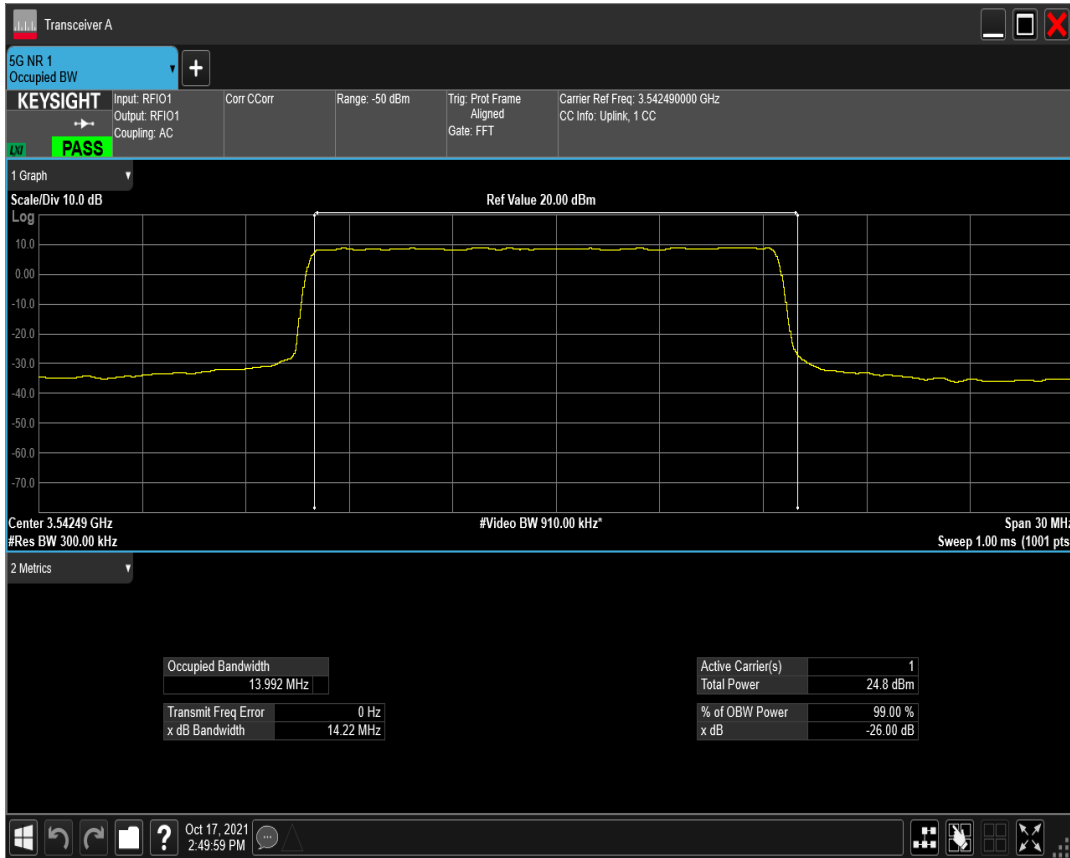 Transceiver A
5G NR 1
Occupied BW
KEYSIGHT
LXI
PASS
Input: RFIO1
Output: RFIO1
Coupling: AC
Corr CCorr
Range: -50 dBm
Trig: Prot Frame
Aligned
Gate: FFT
Carrier Ref Freq: 3.542490000 GHz
CC Info: Uplink, 1 CC
1 Graph
Scale/Div 10.0 dB
Ref Value 20.00 dBm
Log
10.0
0.00
-10.0
-20.0
-30.0
-40.0
-50.0
-60.0
-70.0
Center 3.54249 GHz
#Video BW 910.00 kHz*
Span 30 MHz
#Res BW 300.00 kHz
Sweep 1.00 ms (1001 pts
2 Metrics
Occupied Bandwidth
13.992 MHz
Transmit Freq Error 0 Hz
x dB Bandwidth 14.22 MHz
Active Carrier(s) 1
Total Power 24.8 dBm
% of OBW Power 99.00 %
x dB -26.00 dB
?
Oct 17, 2021
2:49:59 PM